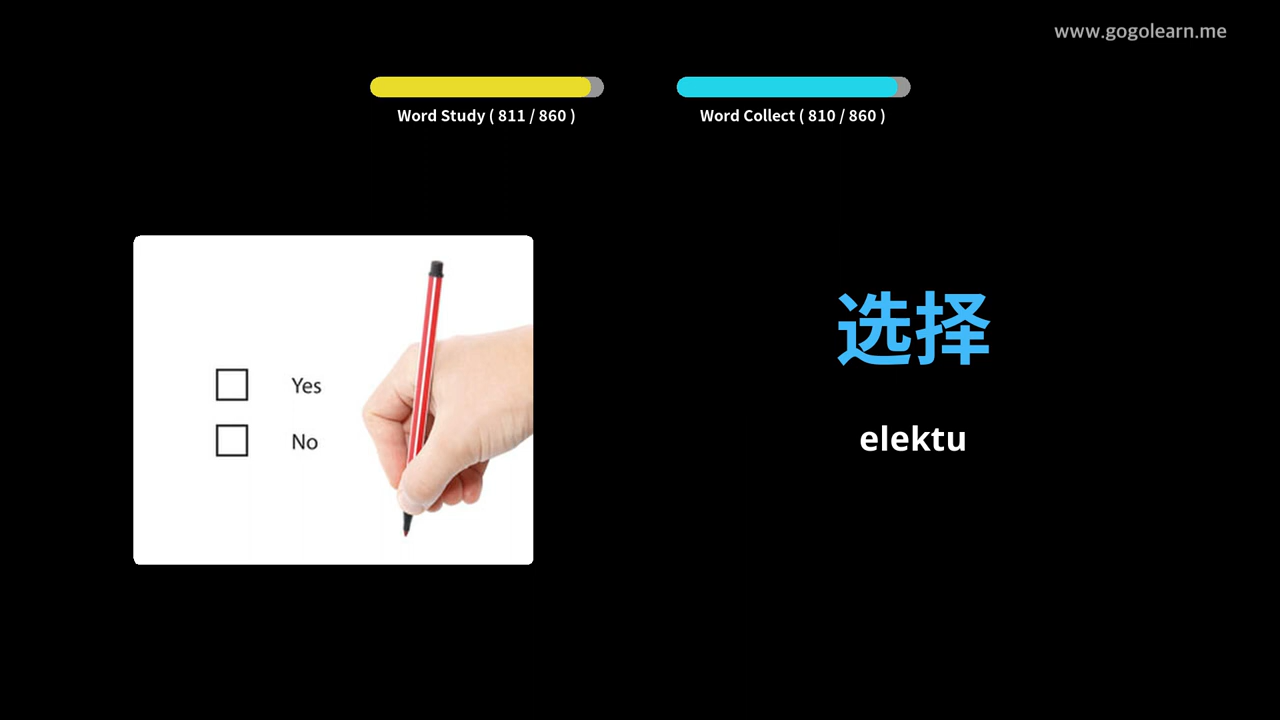 www.gogolearn.me
Word Study ( 811 / 860 )
Word Collect ( 810 / 860 )
Yes
No
选择
elektu